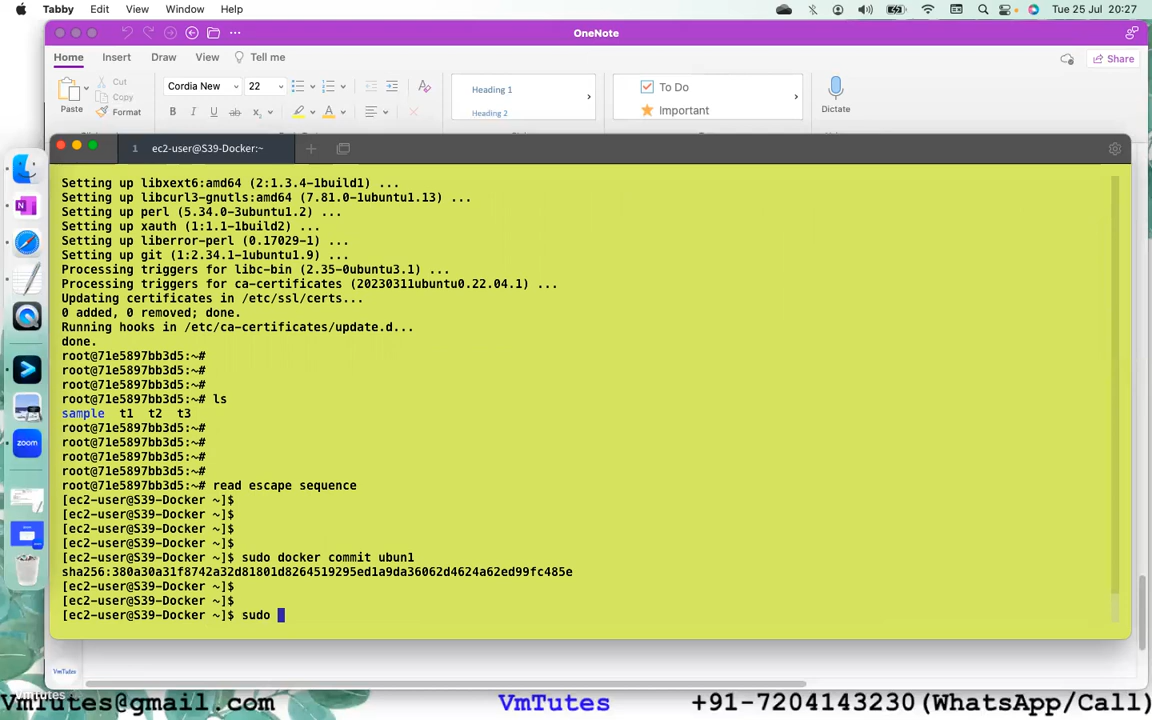 Tabby Edit View Window Help Tue 25 Jul 20:27
OneNote
Home Insert Draw View Tell me Share
Paste Cut Copy Format
Cordia New 22
B I U ab X2 A
Heading 1
Heading 2
To Do
Important
Dictate
1 ec2-user@S39-Docker:~
Setting up libxext6:amd64 (2:1.3.4-1build1) ...
Setting up libcurl3-gnutls:amd64 (7.81.0-1ubuntu1.13) ...
Setting up perl (5.34.0-3ubuntu1.2) ...
Setting up xauth (1:1.1-1build2) ...
Setting up liberror-perl (0.17029-1) ...
Setting up git (1:2.34.1-1ubuntu1.9) ...
Processing triggers for libc-bin (2.35-0ubuntu3.1) ...
Processing triggers for ca-certificates (20230311ubuntu0.22.04.1) ...
Updating certificates in /etc/ssl/certs...
0 added, 0 removed; done.
Running hooks in /etc/ca-certificates/update.d...
done.
root@71e5897bb3d5:~#
root@71e5897bb3d5:~#
root@71e5897bb3d5:~#
root@71e5897bb3d5:~# ls
sample t1 t2 t3
root@71e5897bb3d5:~#
root@71e5897bb3d5:~#
root@71e5897bb3d5:~#
root@71e5897bb3d5:~#
root@71e5897bb3d5:~# read escape sequence
[ec2-user@S39-Docker ~]$
[ec2-user@S39-Docker ~]$
[ec2-user@S39-Docker ~]$
[ec2-user@S39-Docker ~]$
[ec2-user@S39-Docker ~]$ sudo docker commit ubun1
sha256:380a30a31f8742a32d81801d8264519295ed1a9da36062d4624a62ed99fc485e
[ec2-user@S39-Docker ~]$
[ec2-user@S39-Docker ~]$
[ec2-user@S39-Docker ~]$ sudo
zoom
VmTutes
VmTutes
VmTutes@gmail.com VmTutes +91-7204143230(WhatsApp/Call)